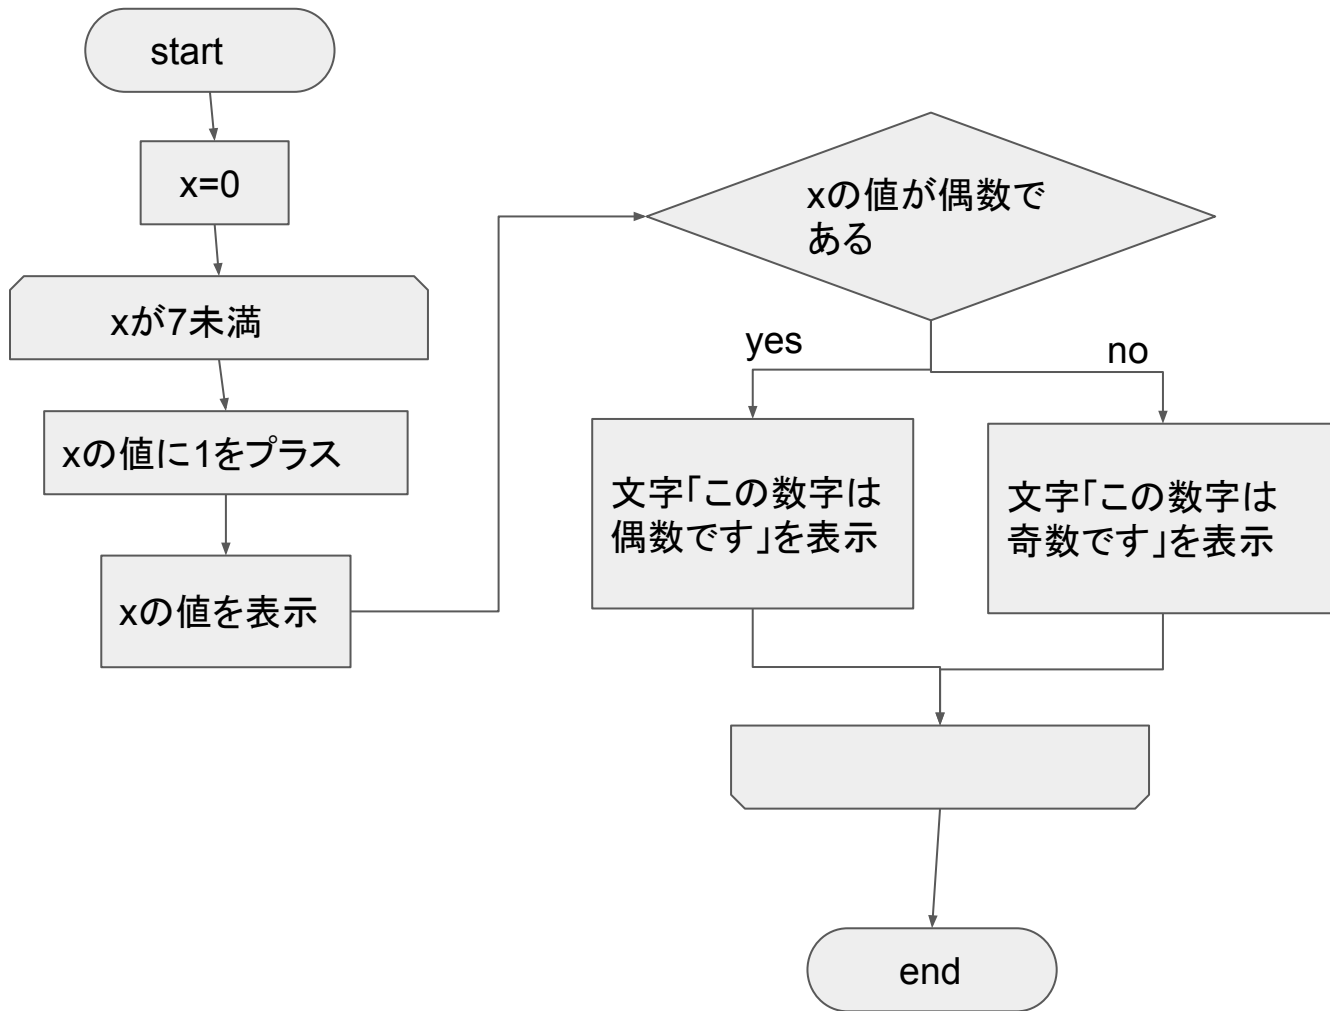 start
x=0
xが7未満
xの値に1をプラス
xの値を表示
xの値が偶数で
ある
yes
no
文字「この数字は
偶数です」を表示
文字「この数字は
奇数です」を表示
end